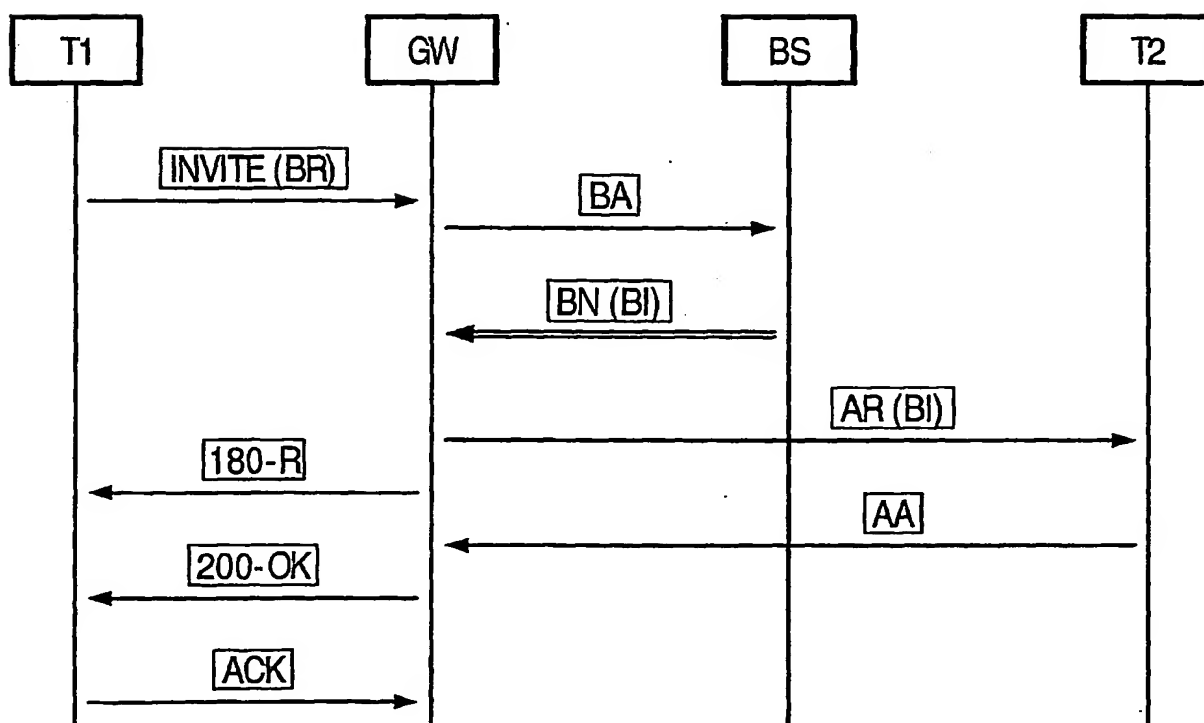 T1 GW BS T2
INVITE (BR)
BA
BN (BI)
AR (BI)
180-R
AA
200-OK
ACK